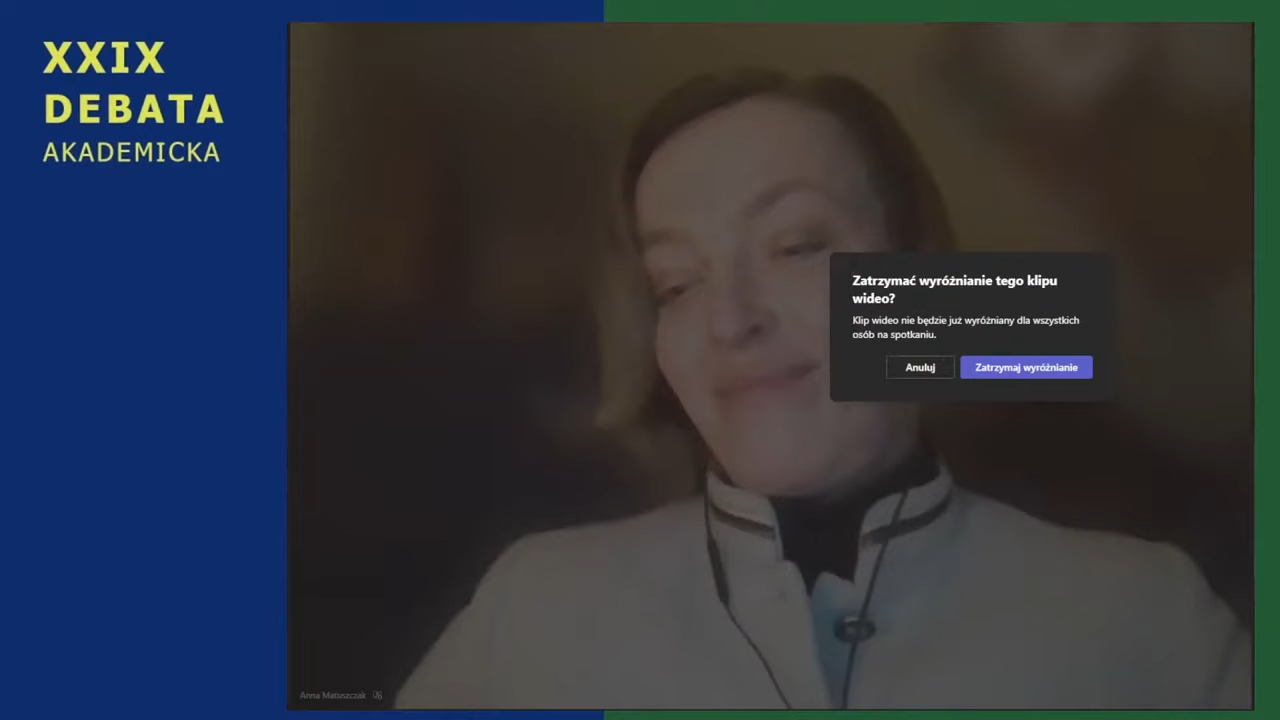 XXIX
DEBATA
AKADEMICKA
Zatrzymać wyróżnianie tego klipu
wideo?
Klip wideo nie będzie już wyróżniany dla wszystkich
osób na spotkaniu.
Anuluj
Zatrzymaj wyróżnianie
Anna Matuszczak